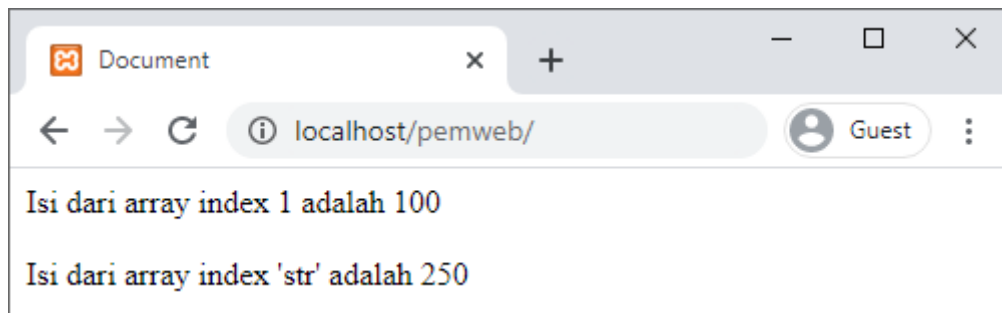 Document
localhost/pemweb/
Guest
Isi dari array index 1 adalah 100
Isi dari array index 'str' adalah 250